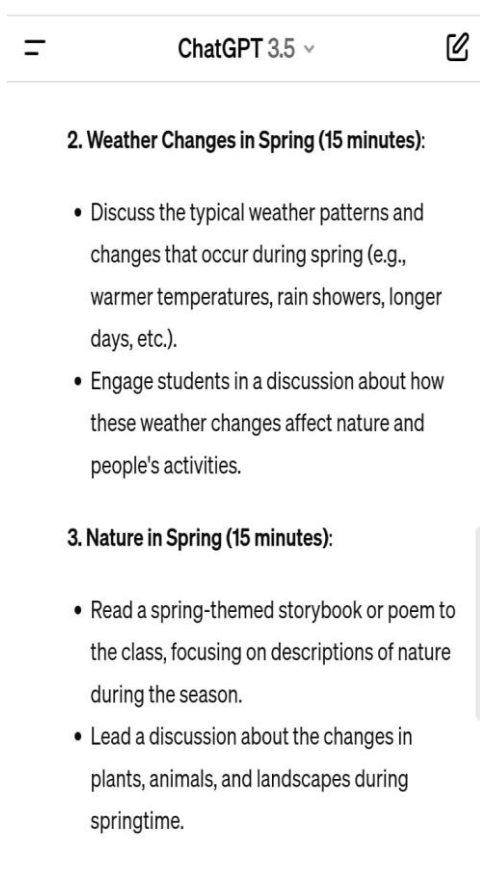 ChatGPT 3.5
2. Weather Changes in Spring (15 minutes):
• Discuss the typical weather patterns and
changes that occur during spring (e.g.,
warmer temperatures, rain showers, longer
days, etc.).
• Engage students in a discussion about how
these weather changes affect nature and
people's activities.
3. Nature in Spring (15 minutes):
• Read a spring-themed storybook or poem to
the class, focusing on descriptions of nature
during the season.
• Lead a discussion about the changes in
plants, animals, and landscapes during
springtime.